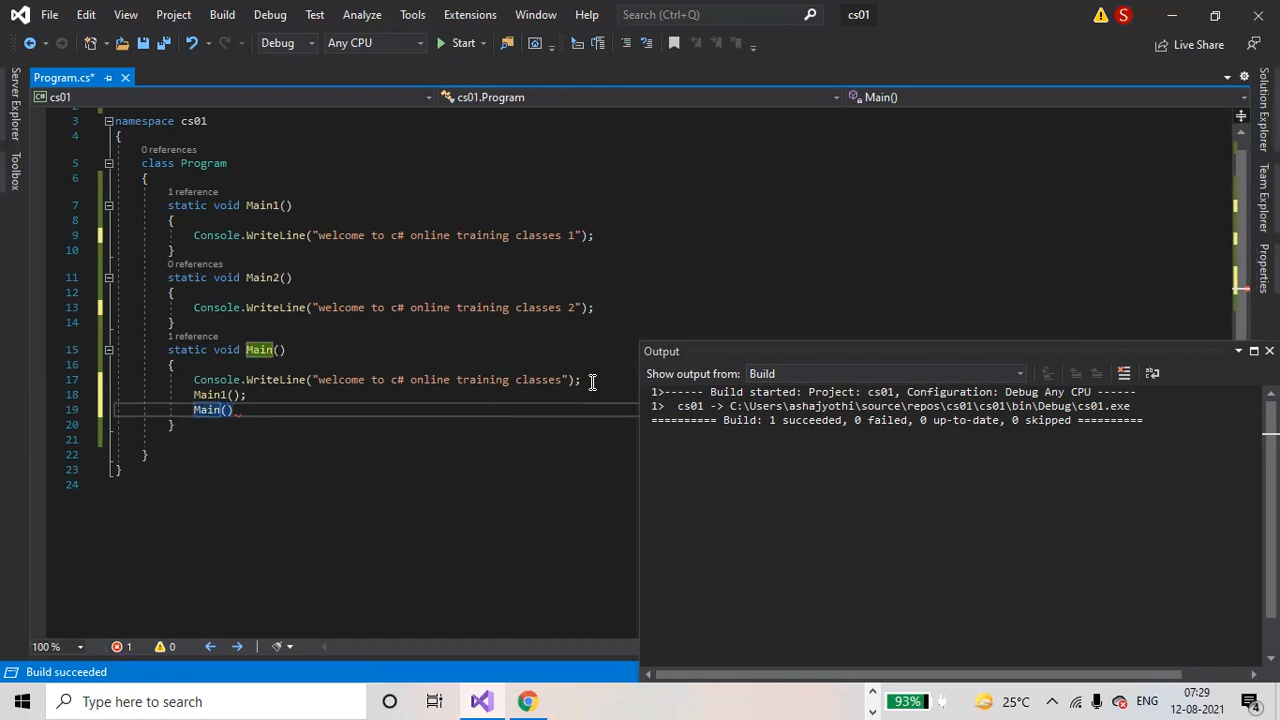 File Edit View Project Build Debug Test Analyze Tools Extensions Window Help Search (Ctrl+Q) cs01 S
Debug Any CPU Start Live Share
Program.cs*
cs01 cs01.Program Main()
Server Explorer
Toolbox
Solution Explorer
Team Explorer
Properties
2
3 namespace cs01
4 {
0 references
5 class Program
6 {
1 reference
7 static void Main1()
8 {
9 Console.WriteLine("welcome to c# online training classes 1");
10 }
0 references
11 static void Main2()
12 {
13 Console.WriteLine("welcome to c# online training classes 2");
14 }
1 reference
15 static void Main()
16 {
17 Console.WriteLine("welcome to c# online training classes");
18 Main1();
19 Main()
20 }
21
22 }
23 }
24
Output
Show output from: Build
1>------ Build started: Project: cs01, Configuration: Debug Any CPU ------
1> cs01 -> C:\Users\ashajyothi\source\repos\cs01\cs01\bin\Debug\cs01.exe
========== Build: 1 succeeded, 0 failed, 0 up-to-date, 0 skipped ==========
100 % 1 0
Build succeeded
Type here to search 93% 25°C ENG 07:29
12-08-2021 4